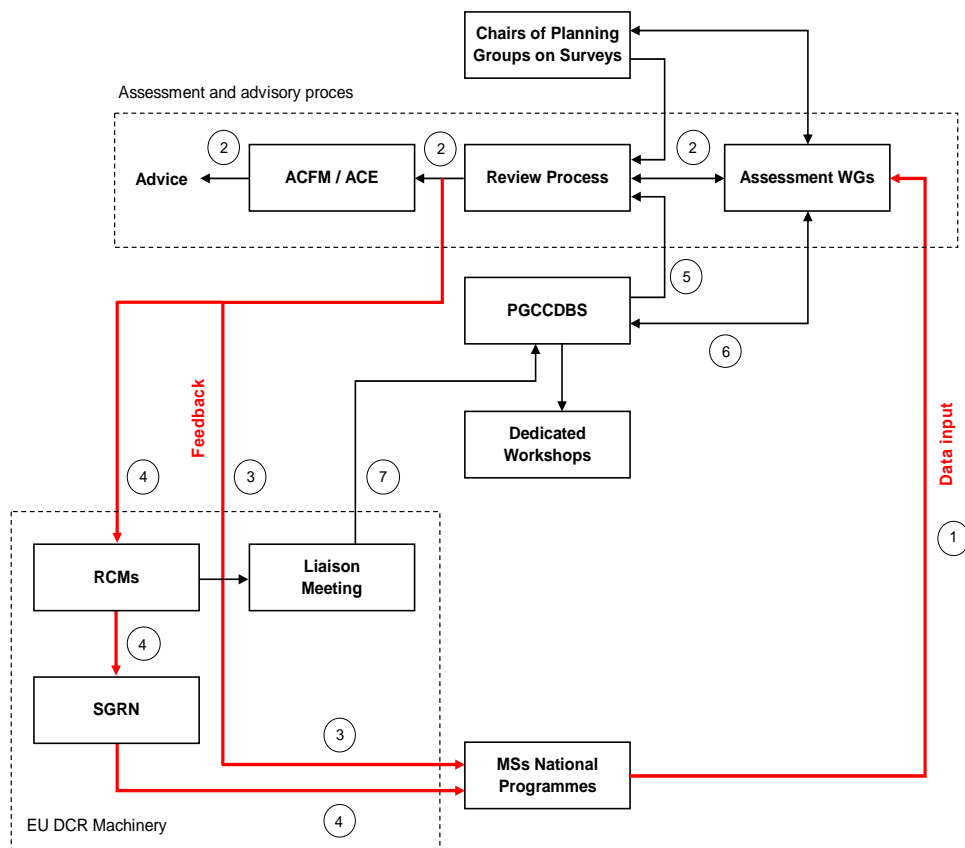 Chairs of Planning
Groups on Surveys
Assessment and advisory proces
2
2
2
Advice
ACFM / ACE
Review Process
Assessment WGs
5
PGCCDBS
6
Feedback
Dedicated
Workshops
Data input
4
3
7
1
RCMs
Liaison
Meeting
4
SGRN
3
MSs National
Programmes
4
EU DCR Machinery